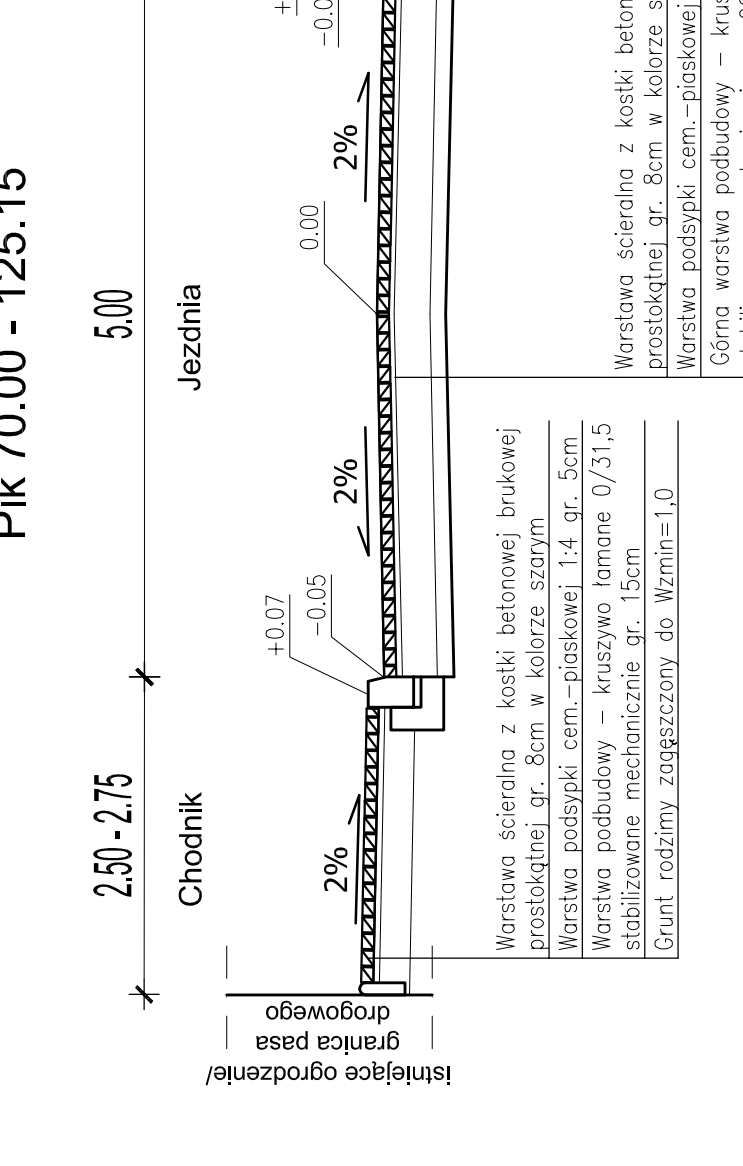 Pik 70.00 - 125.15
2.50 - 2.75
5.00
Chodnik
Jezdnia
istniejące ogrodzenie/
granica pasa
drogowego
2%
2%
2%
+0.07
-0.05
0.00
Warstawa ścieralna z kostki betonowej brukowej
prostokątnej gr. 8cm w kolorze szarym
Warstwa podsypki cem.-piaskowej 1:4 gr. 5cm
Warstwa podbudowy - kruszywo łamane 0/31,5
stabilizowane mechanicznie gr. 15cm
Grunt rodzimy zagęszczony do Wzmin=1,0
Warstawa ścieralna z kostki beton
prostokątnej gr. 8cm w kolorze s
Warstwa podsypki cem.-piaskowej
Górna warstwa podbudowy - krus